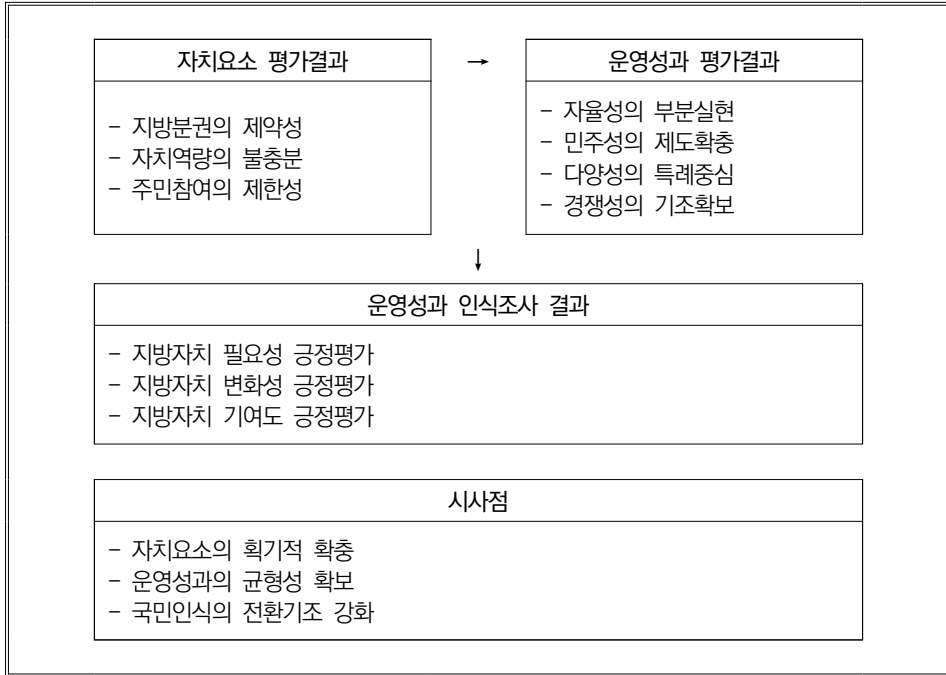 자치요소 평가결과
→
운영성과 평가결과
- 지방분권의 제약성
- 자치역량의 불충분
- 주민참여의 제한성
- 자율성의 부분실현
- 민주성의 제도확충
- 다양성의 특례중심
- 경쟁성의 기조확보
↓
운영성과 인식조사 결과
- 지방자치 필요성 긍정평가
- 지방자치 변화성 긍정평가
- 지방자치 기여도 긍정평가
시사점
- 자치요소의 획기적 확충
- 운영성과의 균형성 확보
- 국민인식의 전환기조 강화